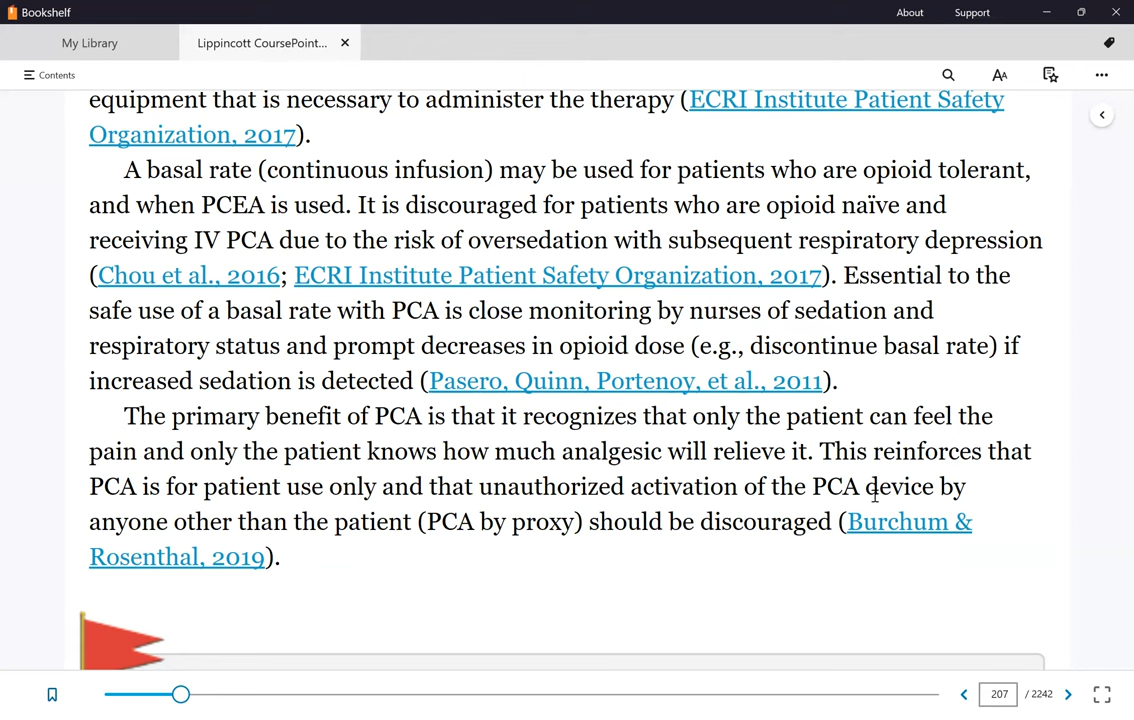 Bookshelf
About
Support
My Library
Lippincott CoursePoint...
Contents
equipment that is necessary to administer the therapy (ECRI Institute Patient Safety
Organization, 2017).
A basal rate (continuous infusion) may be used for patients who are opioid tolerant,
and when PCEA is used. It is discouraged for patients who are opioid naïve and
receiving IV PCA due to the risk of oversedation with subsequent respiratory depression
(Chou et al., 2016; ECRI Institute Patient Safety Organization, 2017). Essential to the
safe use of a basal rate with PCA is close monitoring by nurses of sedation and
respiratory status and prompt decreases in opioid dose (e.g., discontinue basal rate) if
increased sedation is detected (Pasero, Quinn, Portenoy, et al., 2011).
The primary benefit of PCA is that it recognizes that only the patient can feel the
pain and only the patient knows how much analgesic will relieve it. This reinforces that
PCA is for patient use only and that unauthorized activation of the PCA device by
anyone other than the patient (PCA by proxy) should be discouraged (Burchum &
Rosenthal, 2019).
207 / 2242